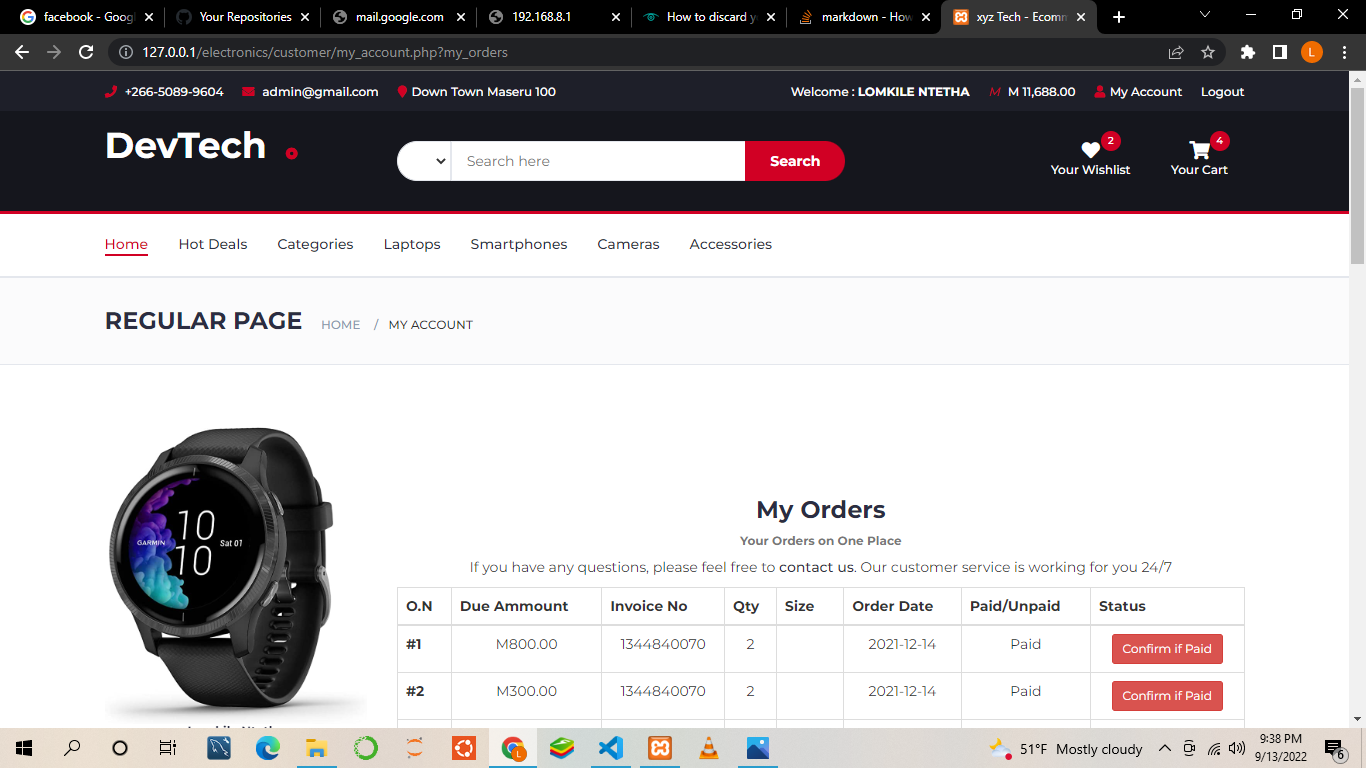 facebook - Goog
Your Repositories
mail.google.com
192.168.8.1
How to discard y
markdown - How
xyz Tech - Ecomm
127.0.0.1/electronics/customer/my_account.php?my_orders
L
+266-5089-9604 admin@gmail.com Down Town Maseru 100
Welcome : LOMKILE NTETHA M M 11,688.00 My Account Logout
DevTech
Search here Search
2
Your Wishlist
4
Your Cart
Home Hot Deals Categories Laptops Smartphones Cameras Accessories
REGULAR PAGE HOME / MY ACCOUNT
10
10
GARMIN
Sat 01
My Orders
Your Orders on One Place
If you have any questions, please feel free to contact us. Our customer service is working for you 24/7
O.N Due Ammount Invoice No Qty Size Order Date Paid/Unpaid Status
#1 M800.00 1344840070 2 2021-12-14 Paid Confirm if Paid
#2 M300.00 1344840070 2 2021-12-14 Paid Confirm if Paid
51°F Mostly cloudy
9:38 PM
9/13/2022
6